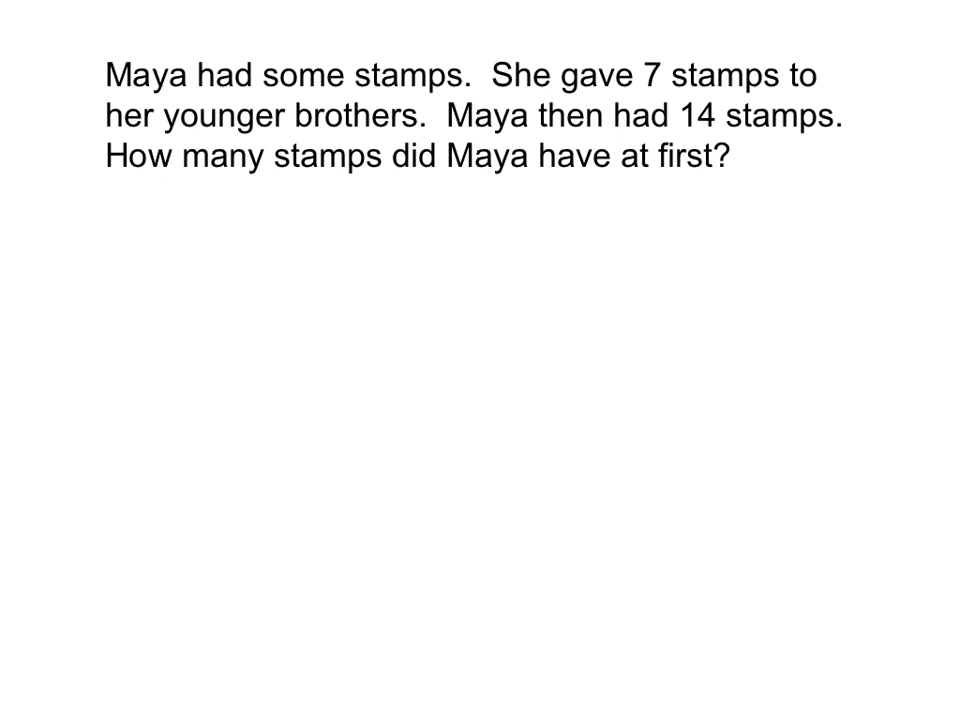 Maya had some stamps.  She gave 7 stamps to
her younger brothers.  Maya then had 14 stamps.
How many stamps did Maya have at first?